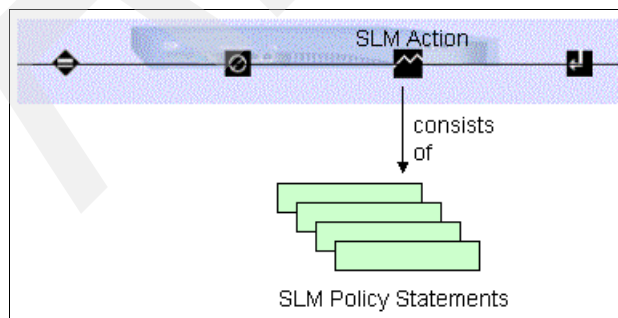 SLM Action
consists
of
SLM Policy Statements